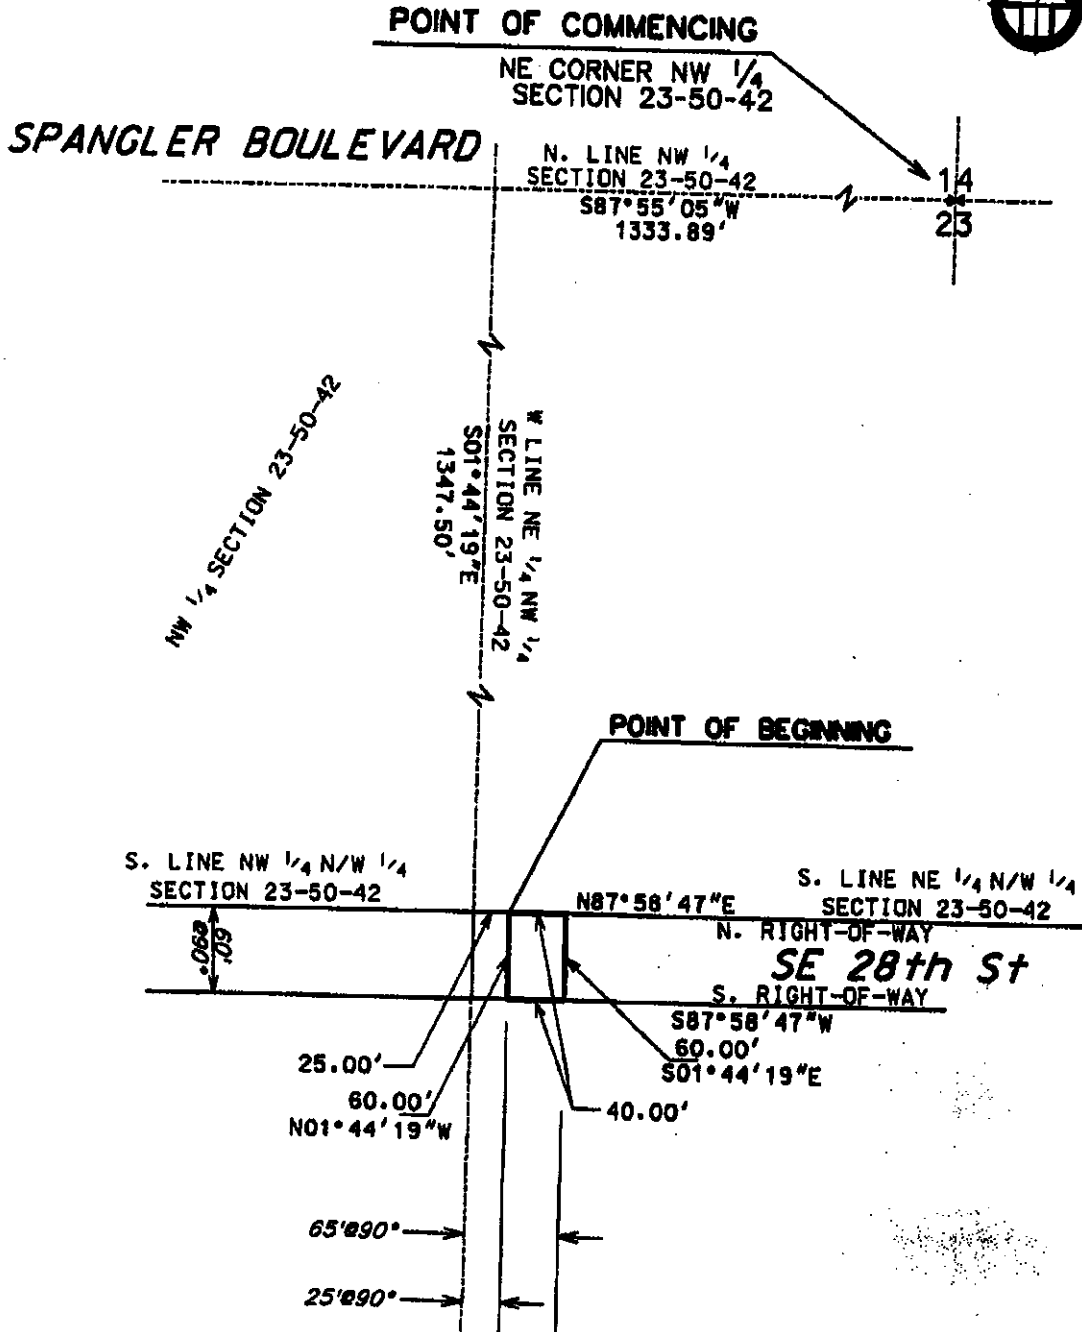 POINT OF COMMENCING
NE CORNER NW 1/4
SECTION 23-50-42
SPANGLER BOULEVARD
N. LINE NW 1/4
SECTION 23-50-42
S87°55'05"W
1333.89'
14
23
NW 1/4 SECTION 23-50-42
W LINE NE 1/4 NW 1/4
SECTION 23-50-42
S01°44'19"E
1347.50'
POINT OF BEGINNING
S. LINE NW 1/4 N/W 1/4
SECTION 23-50-42
S. LINE NE 1/4 N/W 1/4
SECTION 23-50-42
N87°58'47"E
N. RIGHT-OF-WAY
SE 28th St
S. RIGHT-OF-WAY
60'
@90°
S87°58'47"W
60.00'
S01°44'19"E
25.00'
60.00'
N01°44'19"W
40.00'
65'@90°
25'@90°